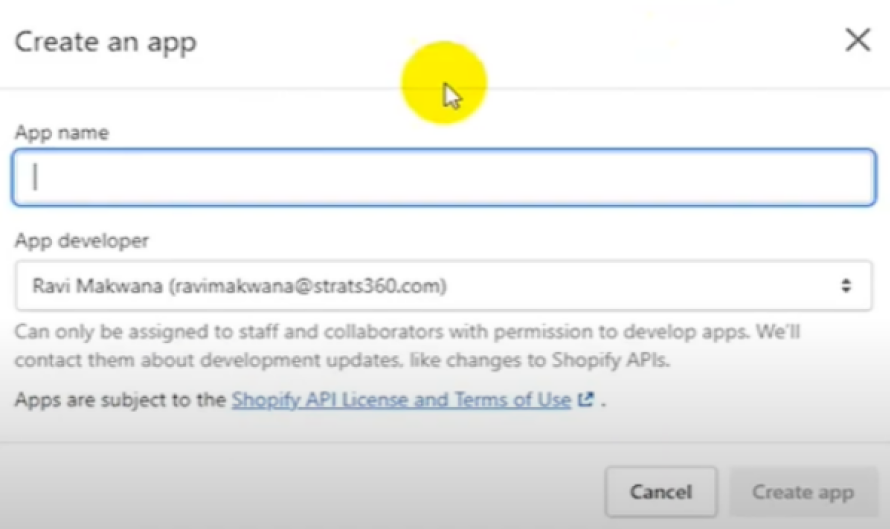 Create an app
App name
App developer
Ravi Makwana (ravimakwana@strats360.com)
Can only be assigned to staff and collaborators with permission to develop apps. We'll
contact them about development updates, like changes to Shopify APIs.
Apps are subject to the Shopify API License and Terms of Use .
Cancel
Create app